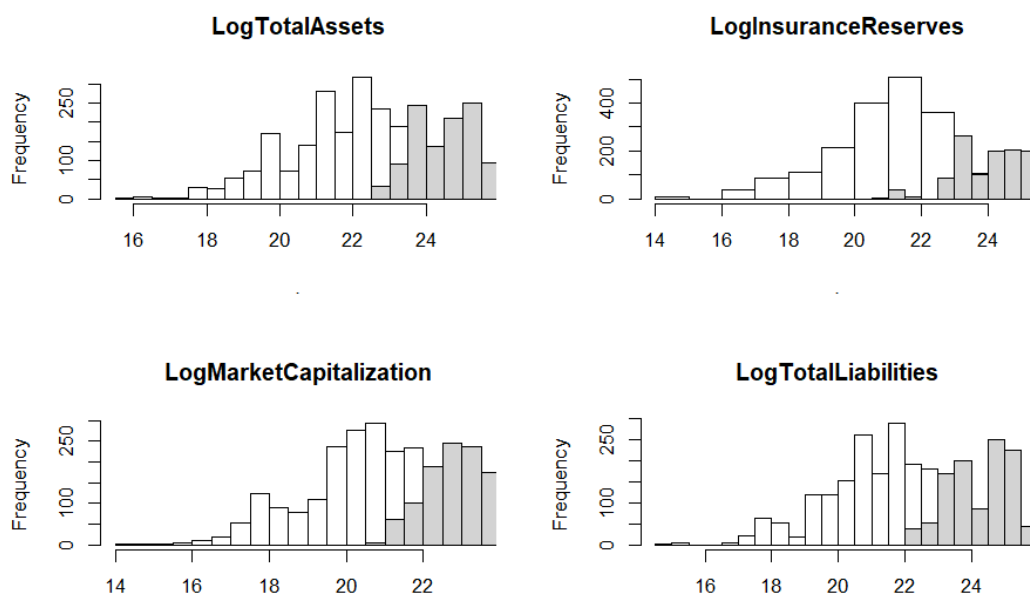 LogTotalAssets
Frequency
0 100 250
16 18 20 22 24
LogInsuranceReserves
Frequency
0 200 400
14 16 18 20 22 24
LogMarketCapitalization
Frequency
0 100 250
14 16 18 20 22
LogTotalLiabilities
Frequency
0 100 250
16 18 20 22 24